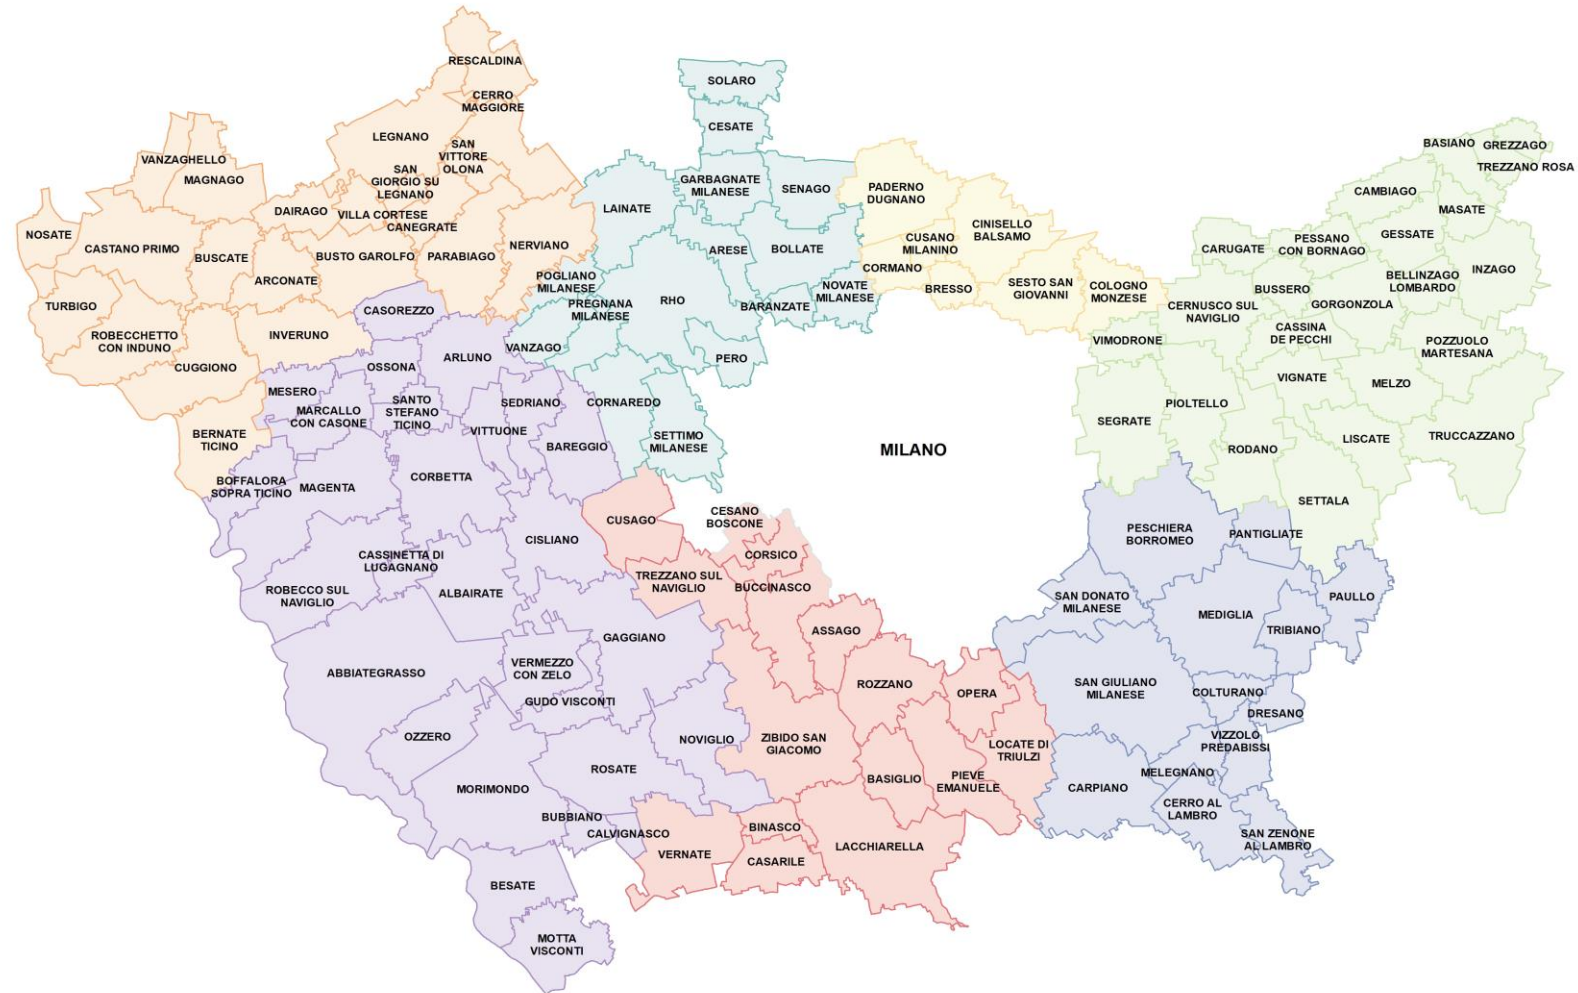 RESCALDINA
CERRO
MAGGIORE
LEGNANO
SAN
VITTORE
OLONA
SAN
GIORGIO SU
LEGNANO
VANZAGHELLO
MAGNAGO
DAIRAGO
VILLA CORTESE
CANEGRATE
NOSATE
CASTANO PRIMO
BUSCATE
ARCONATE
BUSTO GAROLFO
PARABIAGO
NERVIANO
TURBIGO
ROBECCHETTO
CON INDUNO
CUGGIONO
INVERUNO
BERNATE
TICINO
SOLARO
CESATE
GARBAGNATE
MILANESE
SENAGO
LAINATE
ARESE
BOLLATE
POGLIANO
MILANESE
PREGNANA
MILANESE
RHO
BARANZATE
NOVATE
MILANESE
VANZAGO
PERO
CORNAREDO
SETTIMO
MILANESE
PADERNO
DUGNANO
CINISELLO
BALSAMO
CUSANO
MILANINO
CORMANO
BRESSO
SESTO SAN
GIOVANNI
COLOGNO
MONZESE
BASIANO
GREZZAGO
TREZZANO ROSA
CAMBIAGO
MASATE
GESSATE
CARUGATE
PESSANO
CON BORNAGO
INZAGO
BELLINZAGO
LOMBARDO
BUSSERO
GORGONZOLA
CERNUSCO SUL
NAVIGLIO
CASSINA
DE PECCHI
VIMODRONE
POZZUOLO
MARTESANA
VIGNATE
MELZO
PIOLTELLO
SEGRATE
RODANO
LISCATE
TRUCCAZZANO
SETTALA
MILANO
CASOREZZO
OSSONA
ARLUNO
MESERO
MARCALLO
CON CASONE
SANTO
STEFANO
TICINO
SEDRIANO
VITTUONE
BAREGGIO
BOFFALORA
SOPRA TICINO
MAGENTA
CORBETTA
CISLIANO
CASSINETTA DI
LUGAGNANO
ROBECCO SUL
NAVIGLIO
ALBAIRATE
GAGGIANO
ABBIATEGRASSO
VERMEZZO
CON ZELO
GUDO VISCONTI
OZZERO
NOVIGLIO
ROSATE
MORIMONDO
BUBBIANO
CALVIGNASCO
BESATE
MOTTA
VISCONTI
CUSAGO
CESANO
BOSCONE
CORSICO
TREZZANO SUL
NAVIGLIO
BUCCINASCO
ASSAGO
ROZZANO
OPERA
ZIBIDO SAN
GIACOMO
LOCATE DI
TRIULZI
BASIGLIO
PIEVE
EMANUELE
BINASCO
VERNATE
CASARILE
LACCHIARELLA
PESCHIERA
BORROMEO
PANTIGLIATE
SAN DONATO
MILANESE
MEDIGLIA
PAULLO
TRIBIANO
SAN GIULIANO
MILANESE
COLTURANO
DRESANO
VIZZOLO
PREDABISSI
MELEGNANO
CARPIANO
CERRO AL
LAMBRO
SAN ZENONE
AL LAMBRO